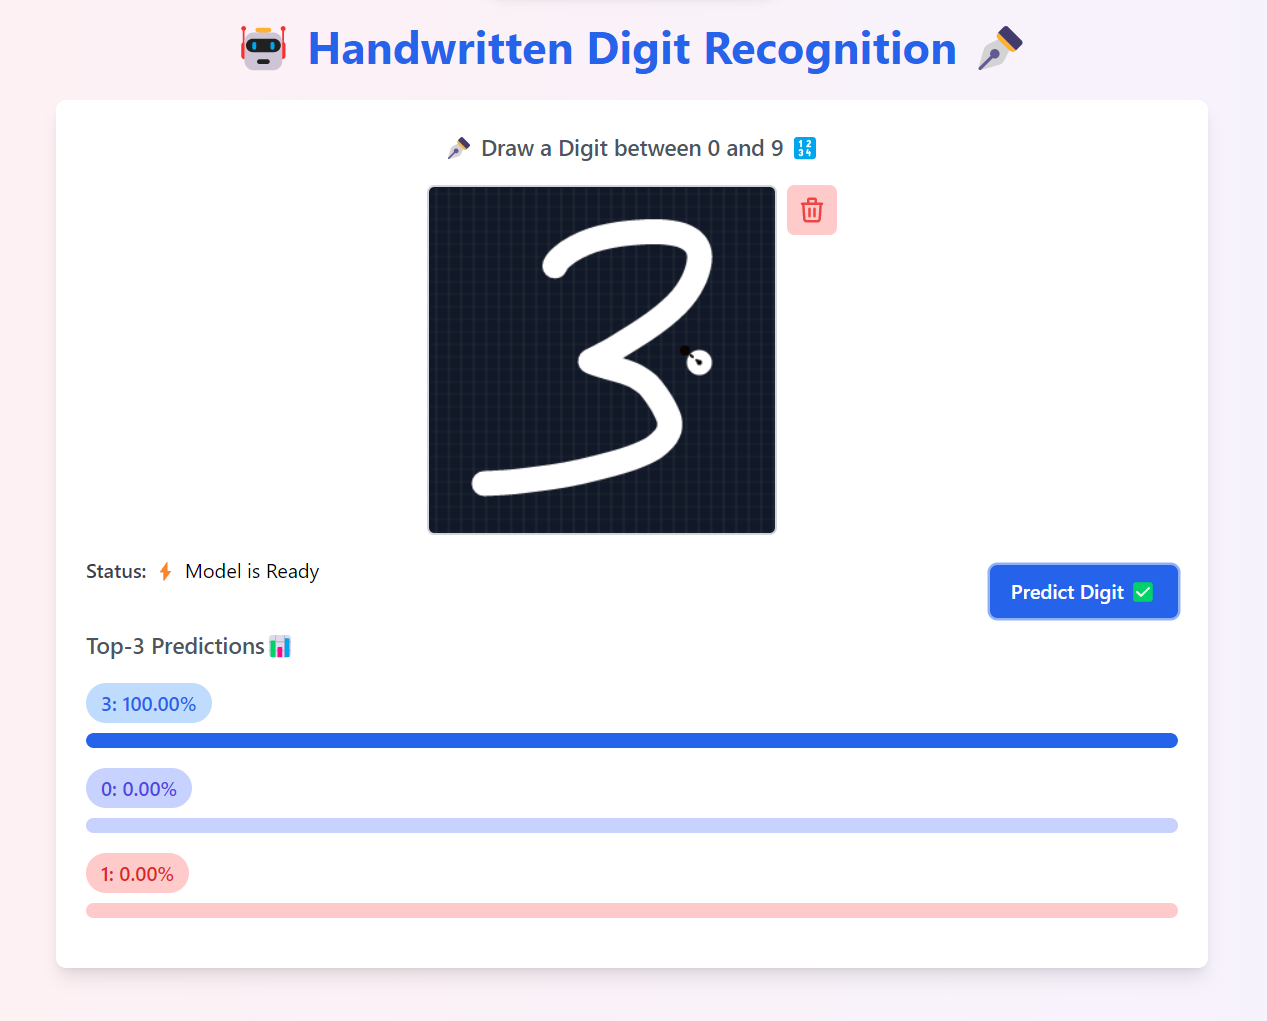 🤖 Handwritten Digit Recognition 🖋️
🖋️ Draw a Digit between 0 and 9 🔢
3
Status: ⚡ Model is Ready
Predict Digit ✅
Top-3 Predictions📊
3: 100.00%
0: 0.00%
1: 0.00%